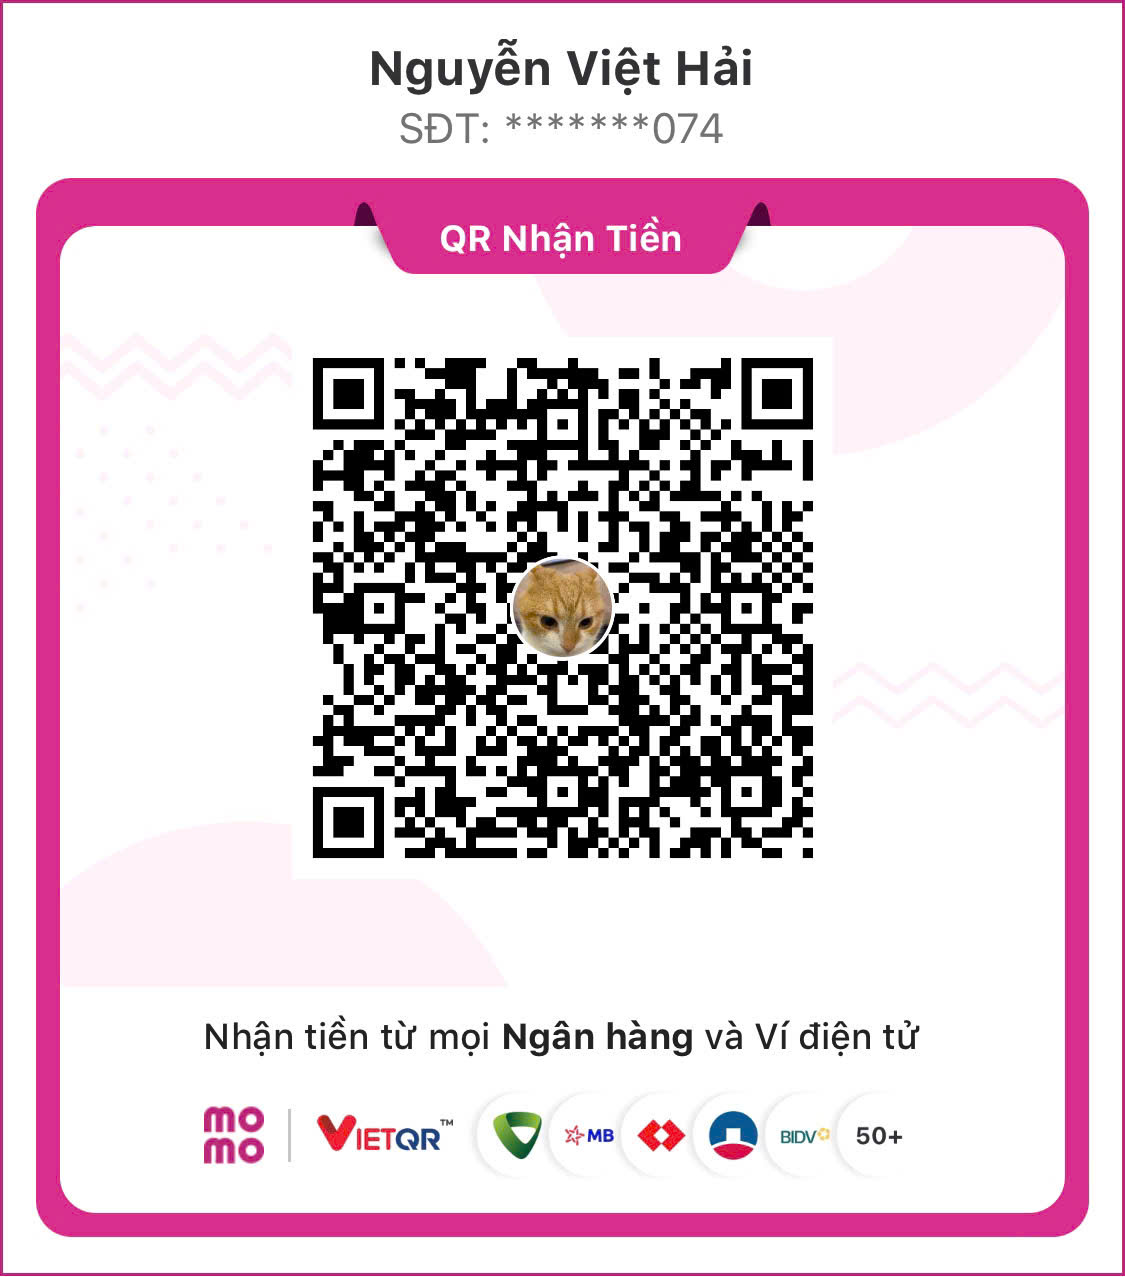 Nguyễn Việt Hải
SĐT: *******074
QR Nhận Tiền
Nhận tiền từ mọi Ngân hàng và Ví điện tử
mo
mo
VIETQR™
MB
BIDV
50+